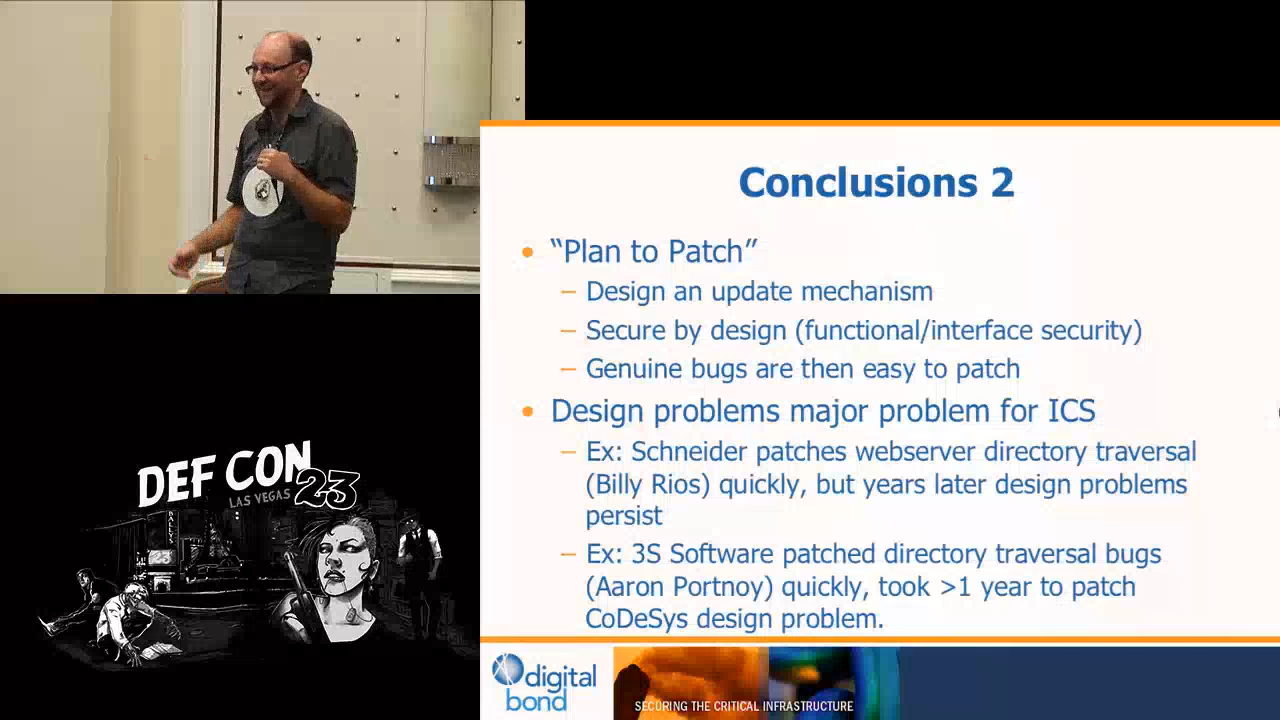 Conclusions 2
• “Plan to Patch”
– Design an update mechanism
– Secure by design (functional/interface security)
– Genuine bugs are then easy to patch
• Design problems major problem for ICS
– Ex: Schneider patches webserver directory traversal
(Billy Rios) quickly, but years later design problems
persist
– Ex: 3S Software patched directory traversal bugs
(Aaron Portnoy) quickly, took >1 year to patch
CoDeSys design problem.
DEF CON
LAS VEGAS 23
BALLYS
digital
bond
SECURING THE CRITICAL INFRASTRUCTURE